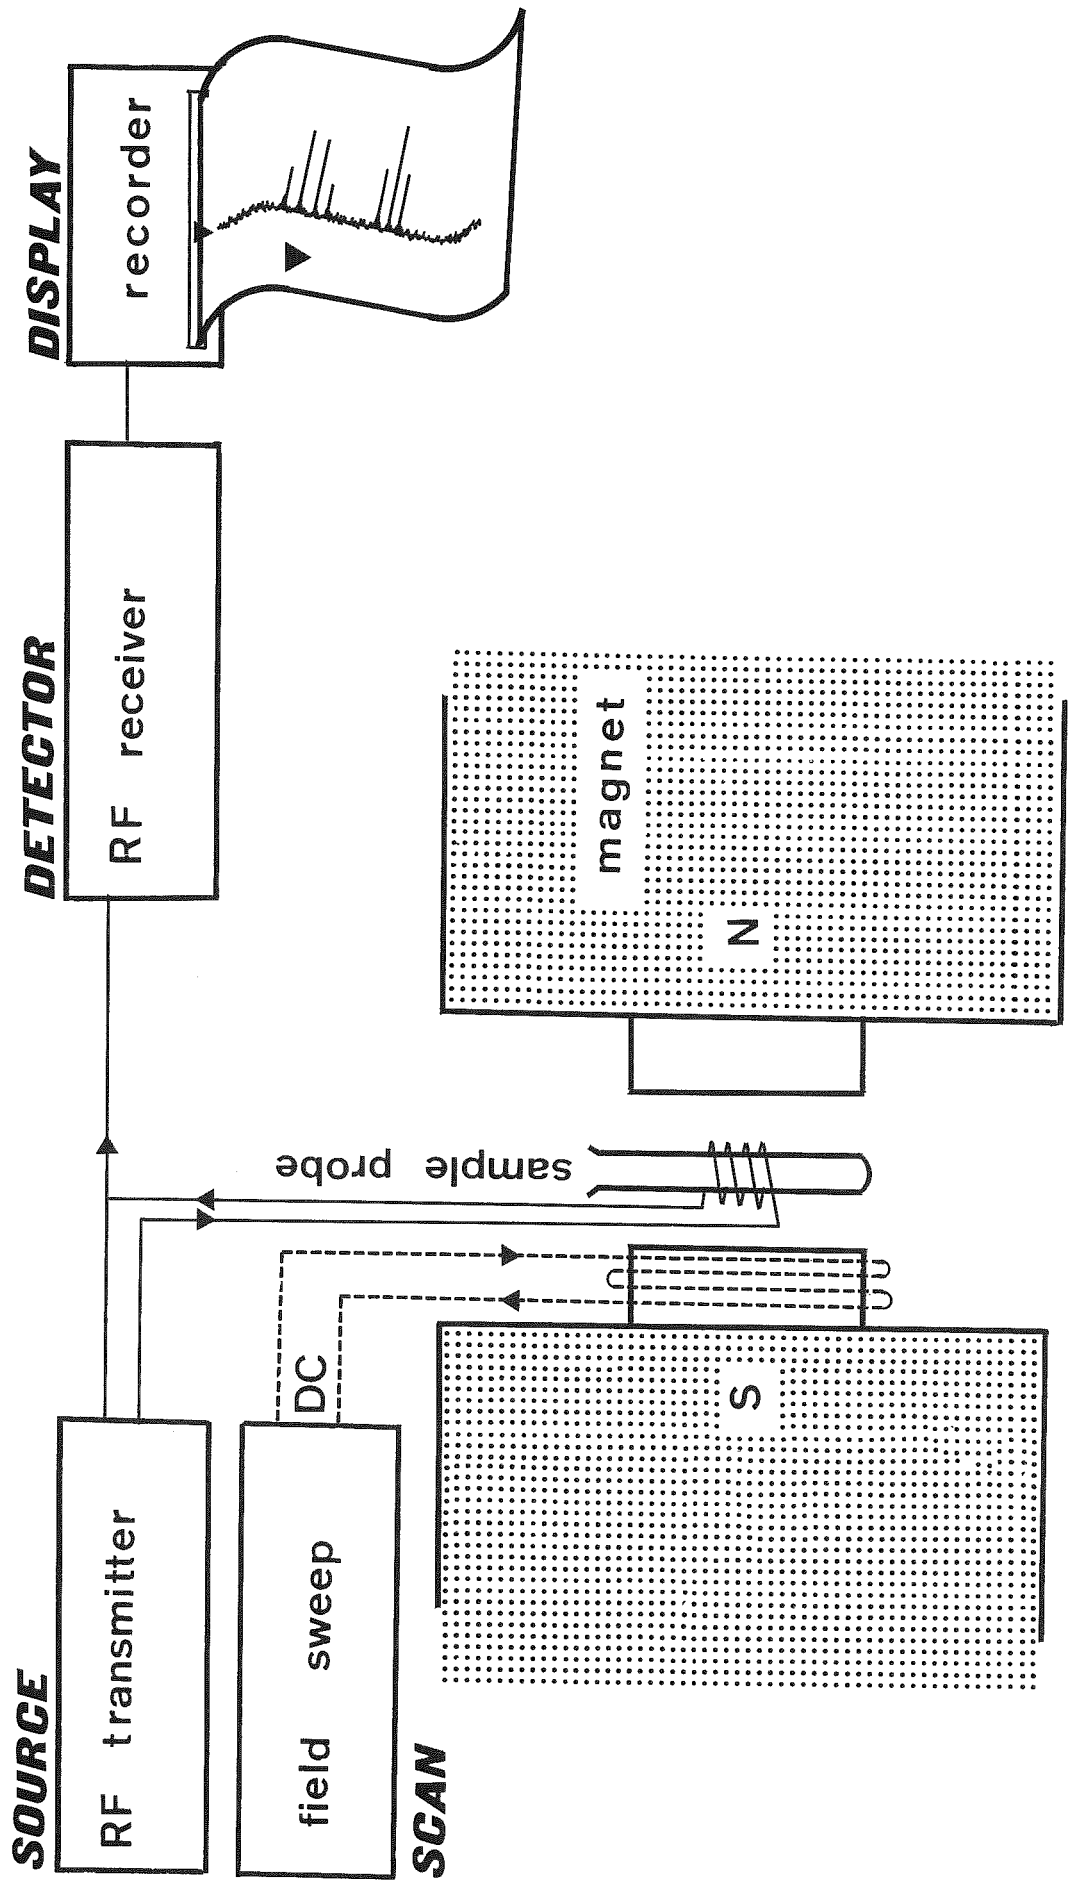 SOURCE
RF transmitter
field sweep
SCAN
DC
DETECTOR
RF receiver
DISPLAY
recorder
sample probe
S
N
magnet